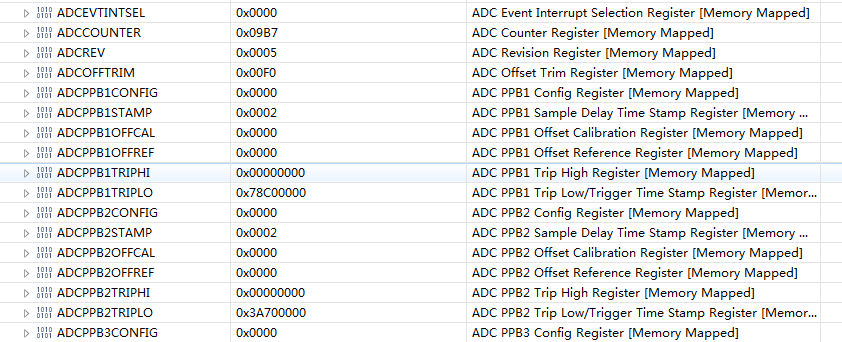 ADCEVTINTSEL 0x0000 ADC Event Interrupt Selection Register [Memory Mapped]
ADCCOUNTER 0x09B7 ADC Counter Register [Memory Mapped]
ADCREV 0x0005 ADC Revision Register [Memory Mapped]
ADCOFFTRIM 0x00F0 ADC Offset Trim Register [Memory Mapped]
ADCPPB1CONFIG 0x0000 ADC PPB1 Config Register [Memory Mapped]
ADCPPB1STAMP 0x0002 ADC PPB1 Sample Delay Time Stamp Register [Memory ...
ADCPPB1OFFCAL 0x0000 ADC PPB1 Offset Calibration Register [Memory Mapped]
ADCPPB1OFFREF 0x0000 ADC PPB1 Offset Reference Register [Memory Mapped]
ADCPPB1TRIPHI 0x00000000 ADC PPB1 Trip High Register [Memory Mapped]
ADCPPB1TRIPLO 0x78C00000 ADC PPB1 Trip Low/Trigger Time Stamp Register [Memor...
ADCPPB2CONFIG 0x0000 ADC PPB2 Config Register [Memory Mapped]
ADCPPB2STAMP 0x0002 ADC PPB2 Sample Delay Time Stamp Register [Memory ...
ADCPPB2OFFCAL 0x0000 ADC PPB2 Offset Calibration Register [Memory Mapped]
ADCPPB2OFFREF 0x0000 ADC PPB2 Offset Reference Register [Memory Mapped]
ADCPPB2TRIPHI 0x00000000 ADC PPB2 Trip High Register [Memory Mapped]
ADCPPB2TRIPLO 0x3A700000 ADC PPB2 Trip Low/Trigger Time Stamp Register [Memor...
ADCPPB3CONFIG 0x0000 ADC PPB3 Config Register [Memory Mapped]